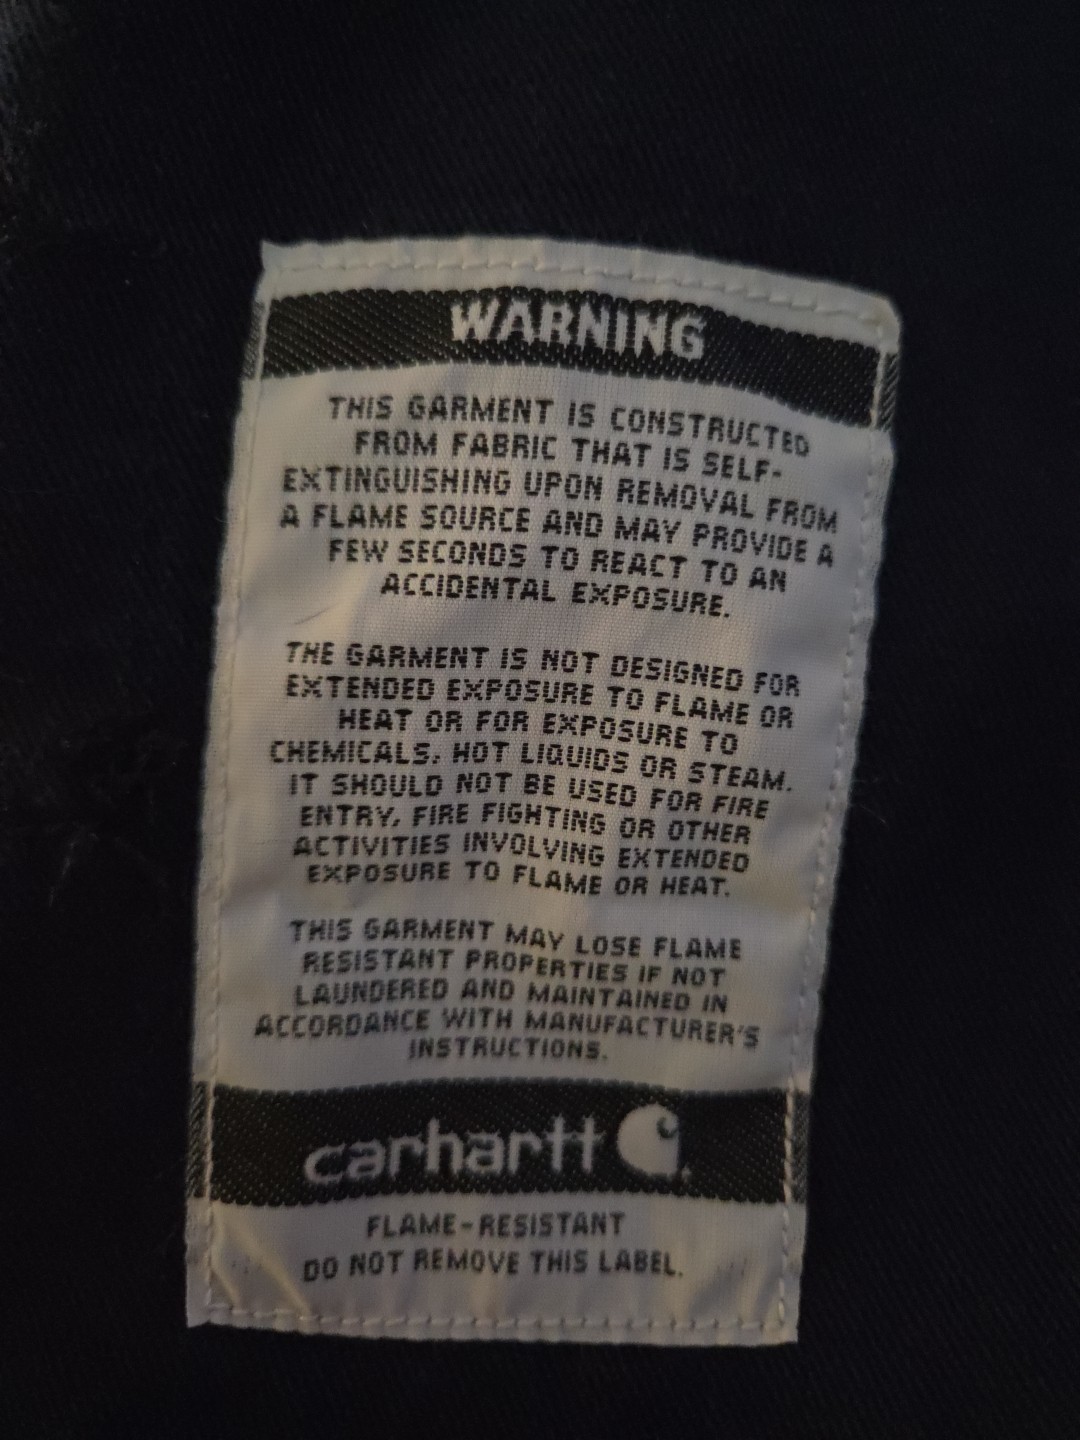 WARNING
THIS GARMENT IS CONSTRUCTED
FROM FABRIC THAT IS SELF-
EXTINGUISHING UPON REMOVAL FROM
A FLAME SOURCE AND MAY PROVIDE A
FEW SECONDS TO REACT TO AN
ACCIDENTAL EXPOSURE.
THE GARMENT IS NOT DESIGNED FOR
EXTENDED EXPOSURE TO FLAME OR
HEAT OR FOR EXPOSURE TO
CHEMICALS, HOT LIQUIDS OR STEAM.
IT SHOULD NOT BE USED FOR FIRE
ENTRY, FIRE FIGHTING OR OTHER
ACTIVITIES INVOLVING EXTENDED
EXPOSURE TO FLAME OR HEAT.
THIS GARMENT MAY LOSE FLAME
RESISTANT PROPERTIES IF NOT
LAUNDERED AND MAINTAINED IN
ACCORDANCE WITH MANUFACTURER'S
INSTRUCTIONS.
carhartt
FLAME-RESISTANT
DO NOT REMOVE THIS LABEL.